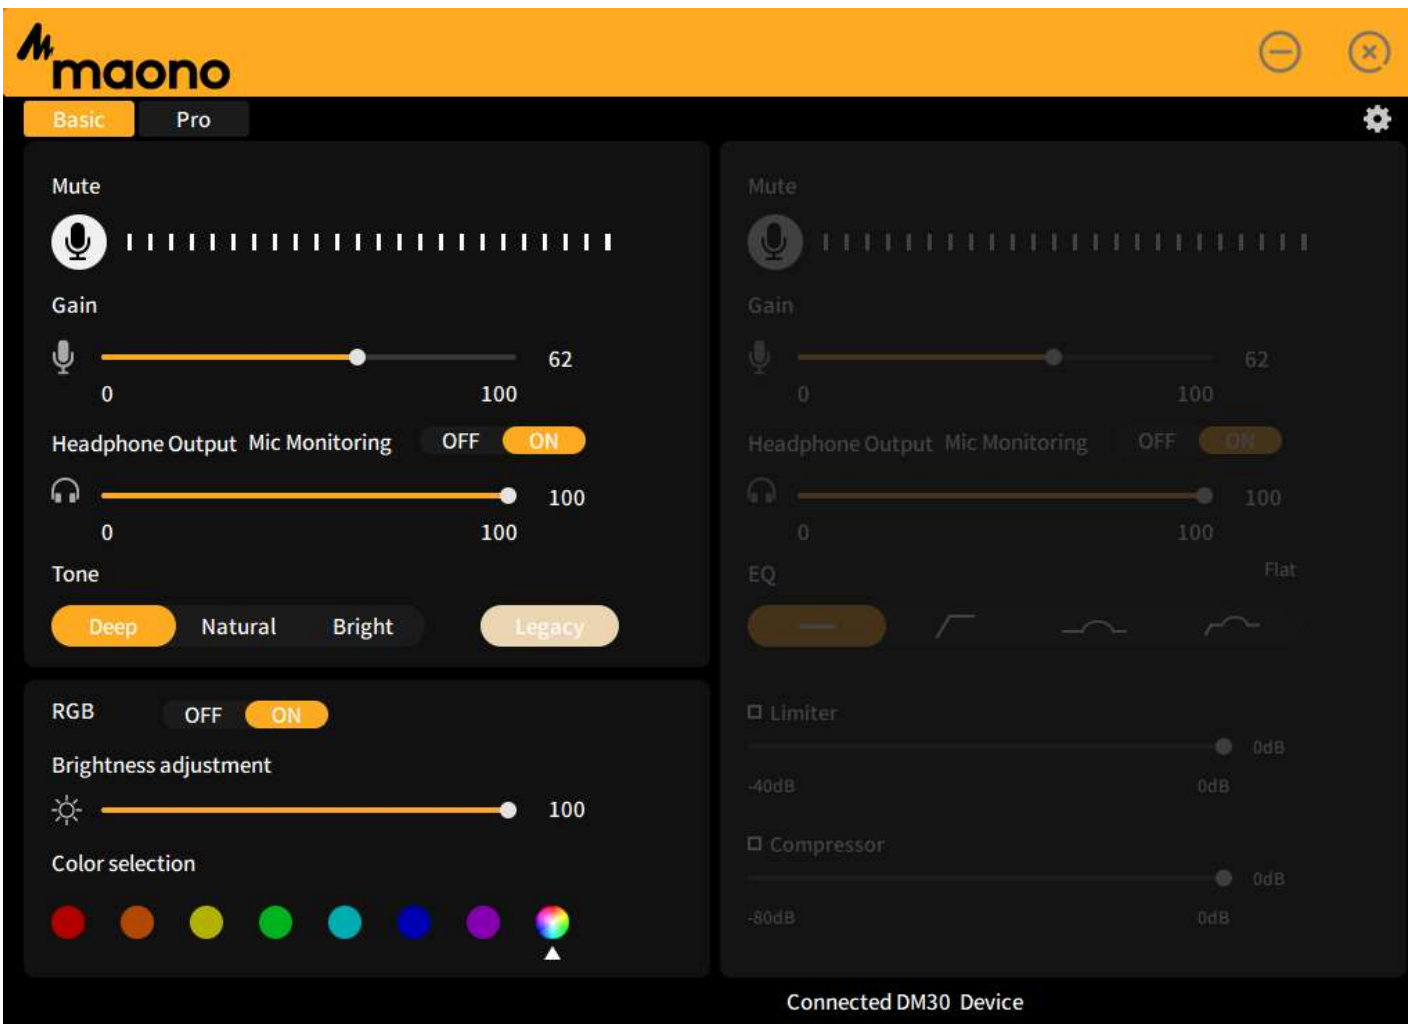 maono
Basic Pro
Mute
Gain
62
0 100
Headphone Output Mic Monitoring OFF ON
100
0 100
Tone
Deep Natural Bright Legacy
RGB OFF ON
Brightness adjustment
100
Color selection
Mute
Gain
62
0 100
Headphone Output Mic Monitoring OFF ON
100
0 100
EQ Flat
Limiter
0dB
-40dB 0dB
Compressor
0dB
-80dB 0dB
Connected DM30 Device